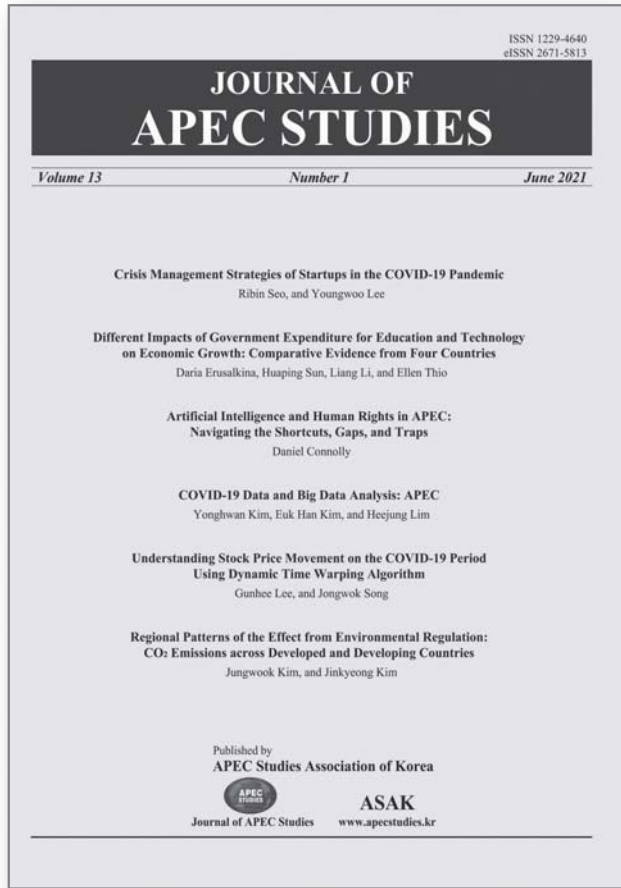 ISSN 1229-4640
eISSN 2671-5813
JOURNAL OF
APEC STUDIES
Volume 13 Number 1 June 2021
Crisis Management Strategies of Startups in the COVID-19 Pandemic
Ribin Seo, and Youngwoo Lee
Different Impacts of Government Expenditure for Education and Technology
on Economic Growth: Comparative Evidence from Four Countries
Daria Erusalkina, Huaping Sun, Liang Li, and Ellen Thio
Artificial Intelligence and Human Rights in APEC:
Navigating the Shortcuts, Gaps, and Traps
Daniel Connolly
COVID-19 Data and Big Data Analysis: APEC
Yonghwan Kim, Euk Han Kim, and Heejung Lim
Understanding Stock Price Movement on the COVID-19 Period
Using Dynamic Time Warping Algorithm
Gunhee Lee, and Jongwok Song
Regional Patterns of the Effect from Environmental Regulation:
CO₂ Emissions across Developed and Developing Countries
Jungwook Kim, and Jinkyeong Kim
Published by
APEC Studies Association of Korea
APEC
STUDIES
ASAK
Journal of APEC Studies www.apecstudies.kr